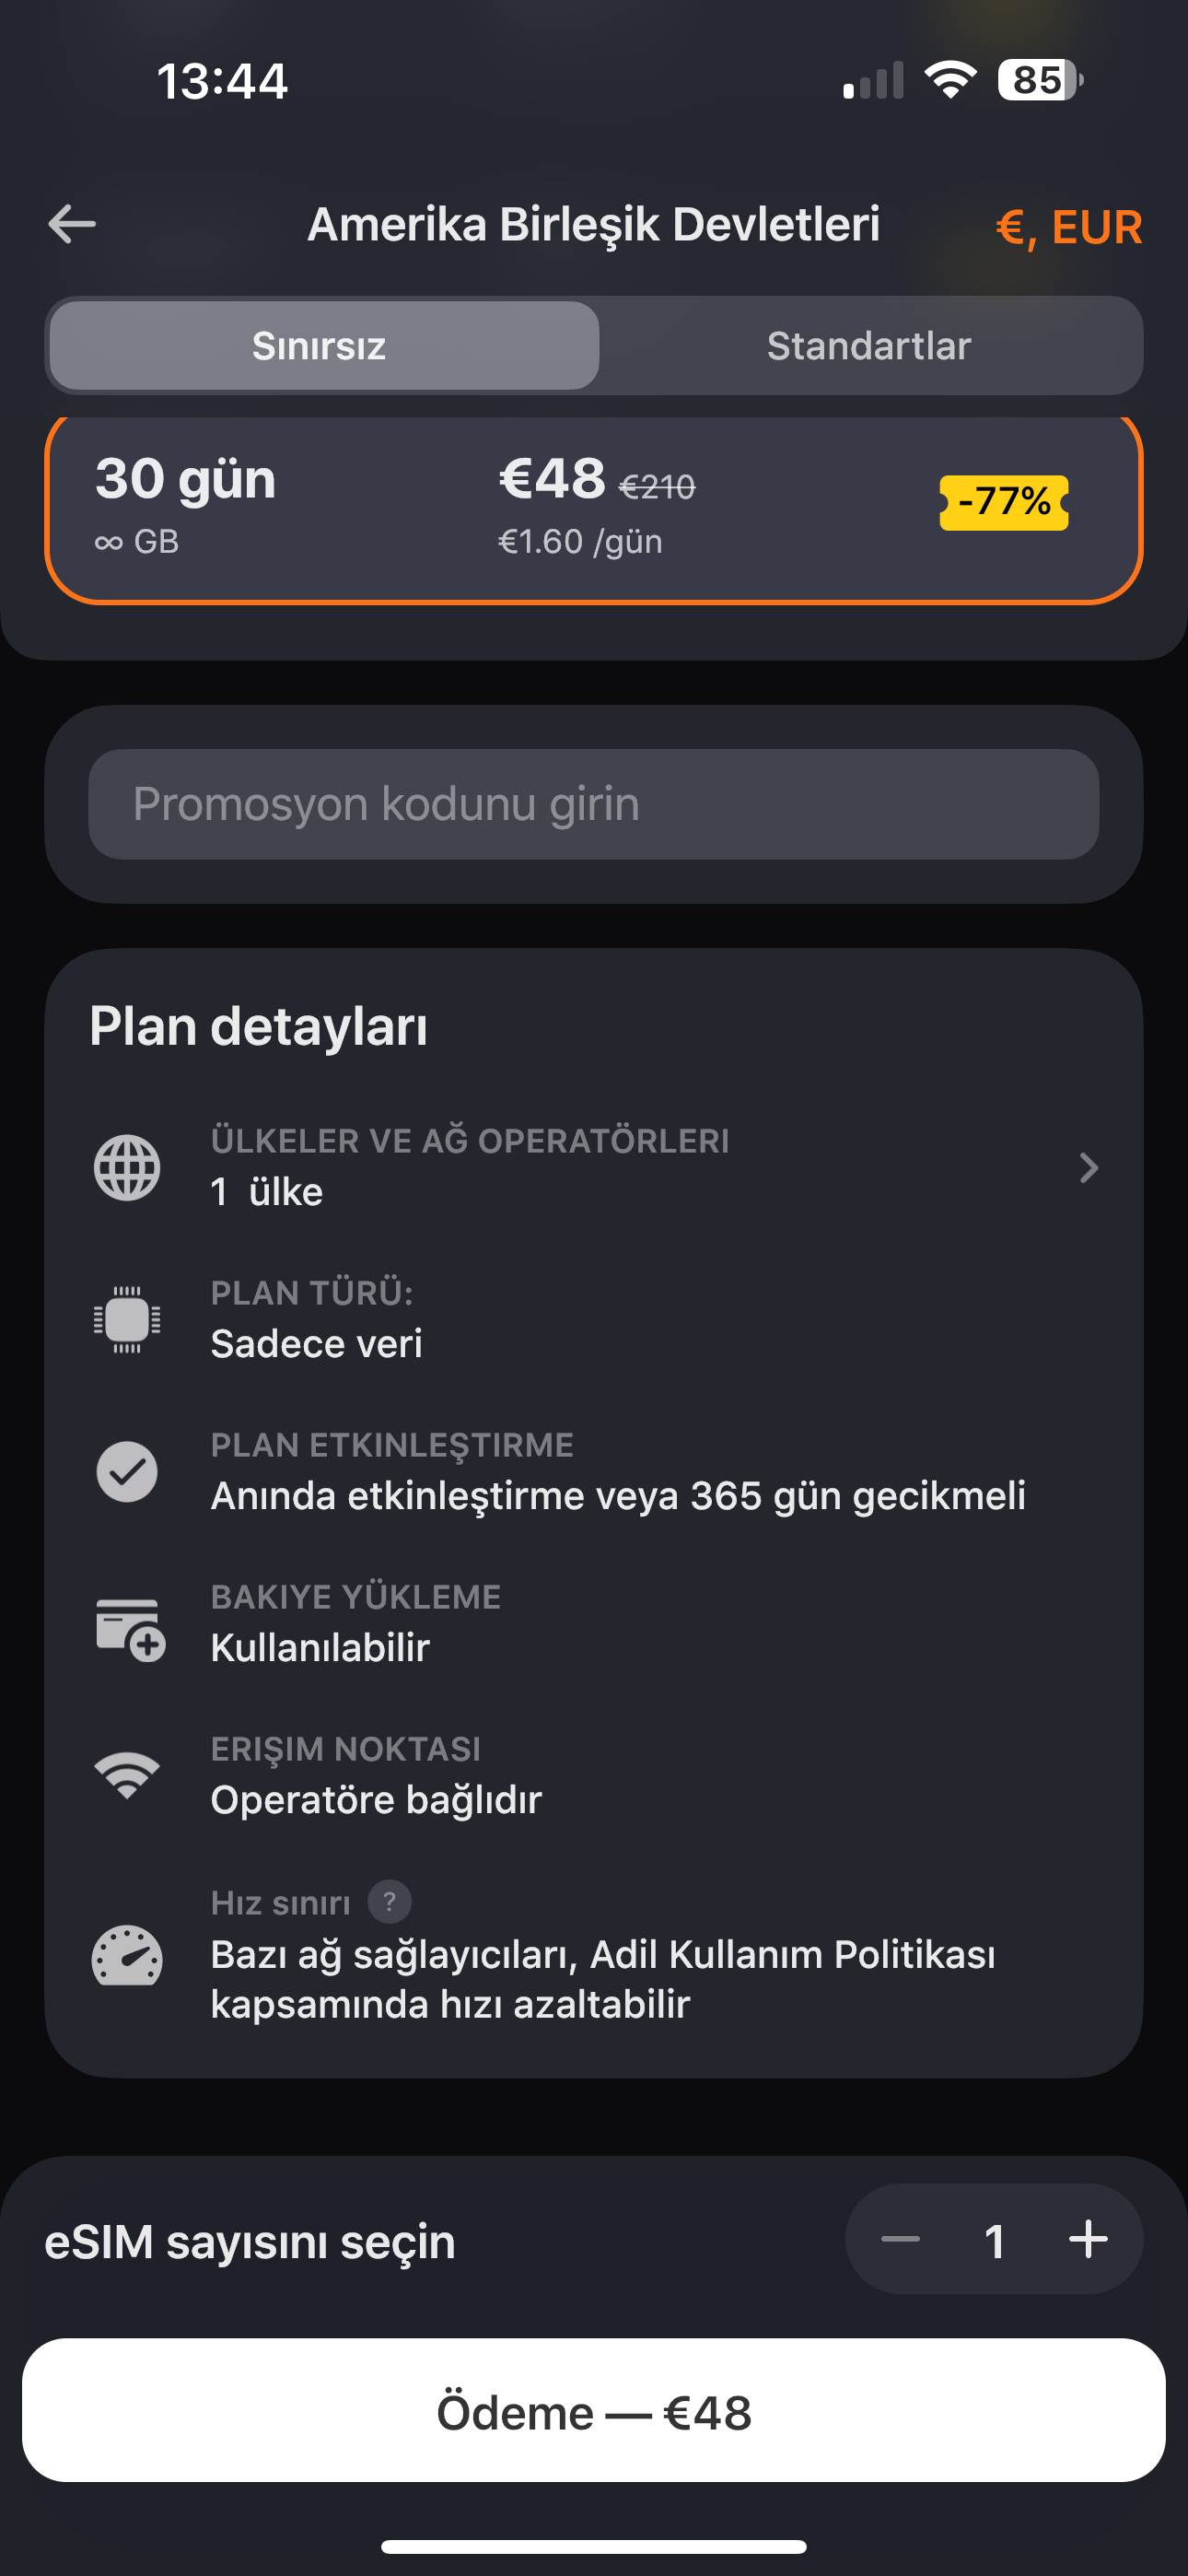 13:44
85
Amerika Birleşik Devletleri
€, EUR
Sınırsız
Standartlar
30 gün
€48 €210
-77%
∞ GB
€1.60 /gün
Promosyon kodunu girin
Plan detayları
ÜLKELER VE AĞ OPERATÖRLERI
1 ülke
PLAN TÜRÜ:
Sadece veri
PLAN ETKINLEŞTIRME
Anında etkinleştirme veya 365 gün gecikmeli
BAKIYE YÜKLEME
Kullanılabilir
ERIŞIM NOKTASI
Operatöre bağlıdır
Hız sınırı ?
Bazı ağ sağlayıcıları, Adil Kullanım Politikası
kapsamında hızı azaltabilir
eSIM sayısını seçin
— 1 +
Ödeme — €48